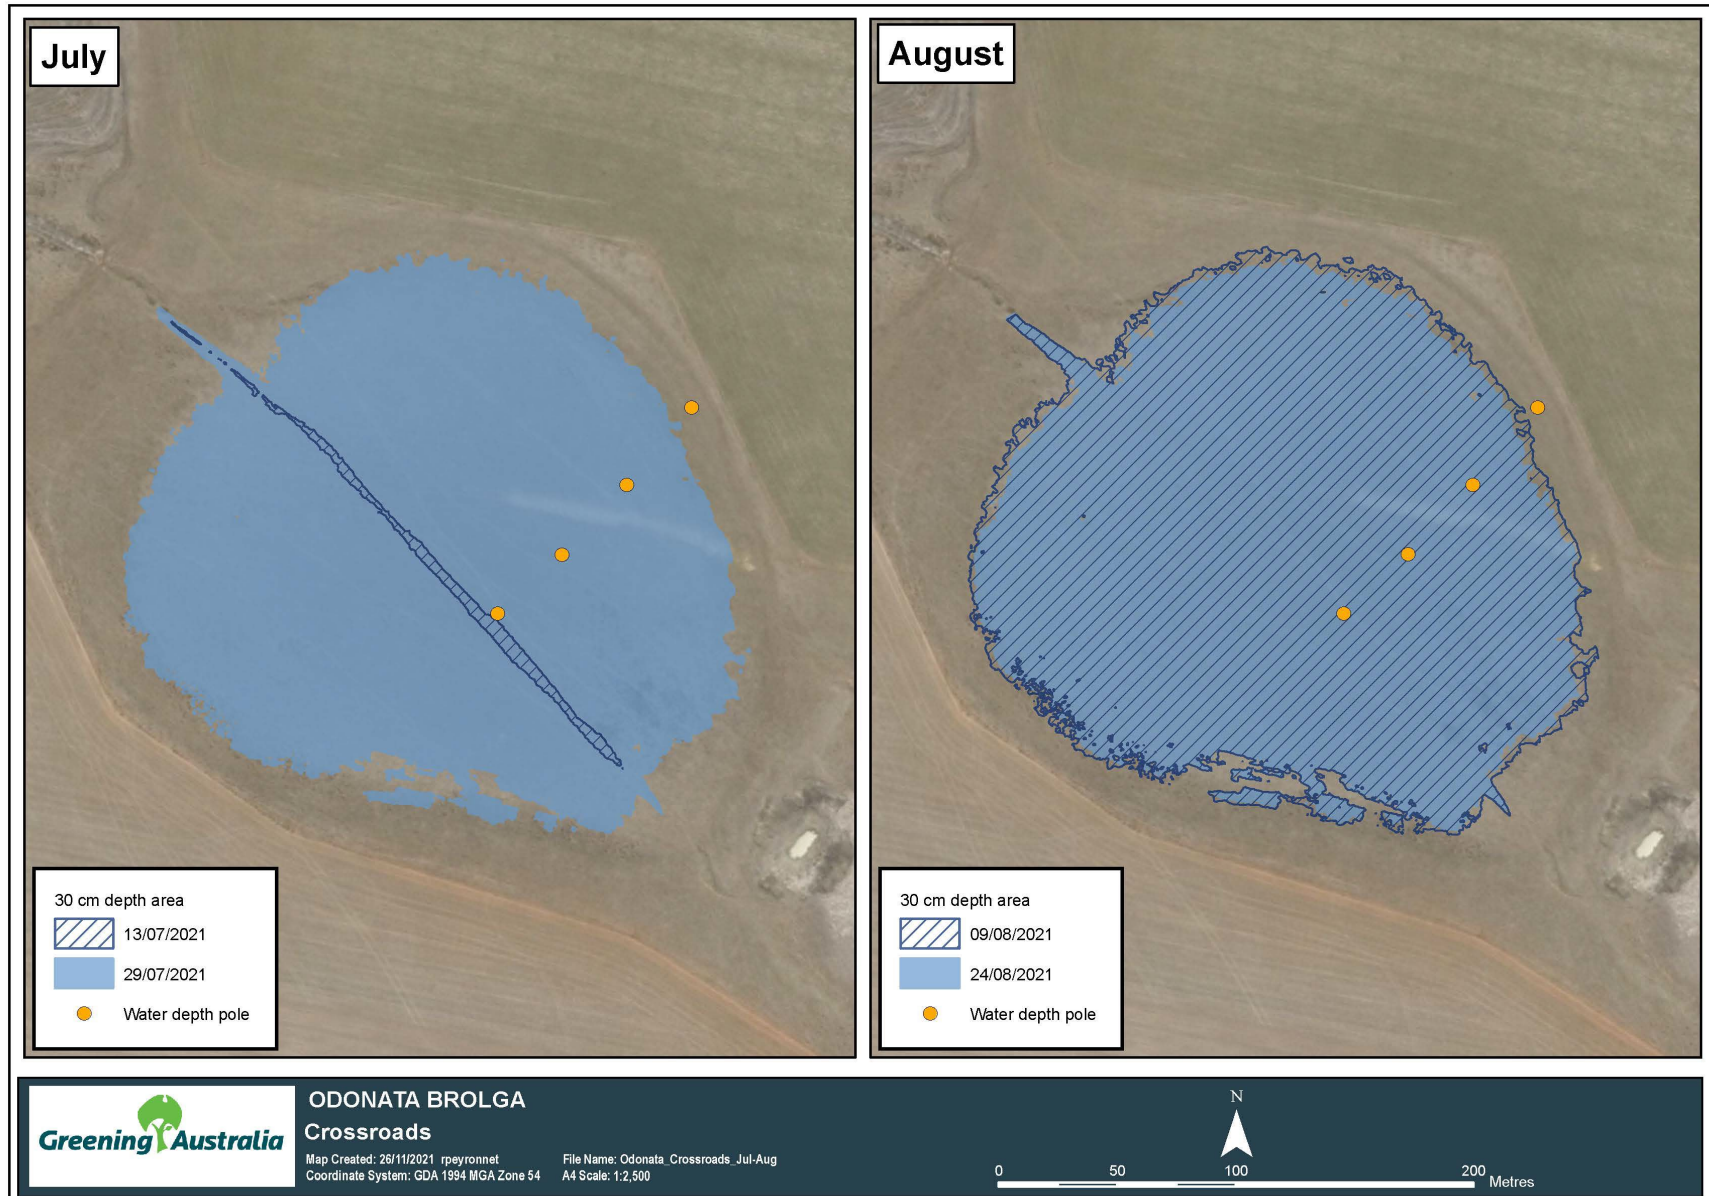 July
30 cm depth area
13/07/2021
29/07/2021
Water depth pole
August
30 cm depth area
09/08/2021
24/08/2021
Water depth pole
Greening Australia
ODONATA BROLGA
Crossroads
Map Created: 26/11/2021 rpeyronnet File Name: Odonata_Crossroads_Jul-Aug
Coordinate System: GDA 1994 MGA Zone 54 A4 Scale: 1:2,500
N
0 50 100 200 Metres